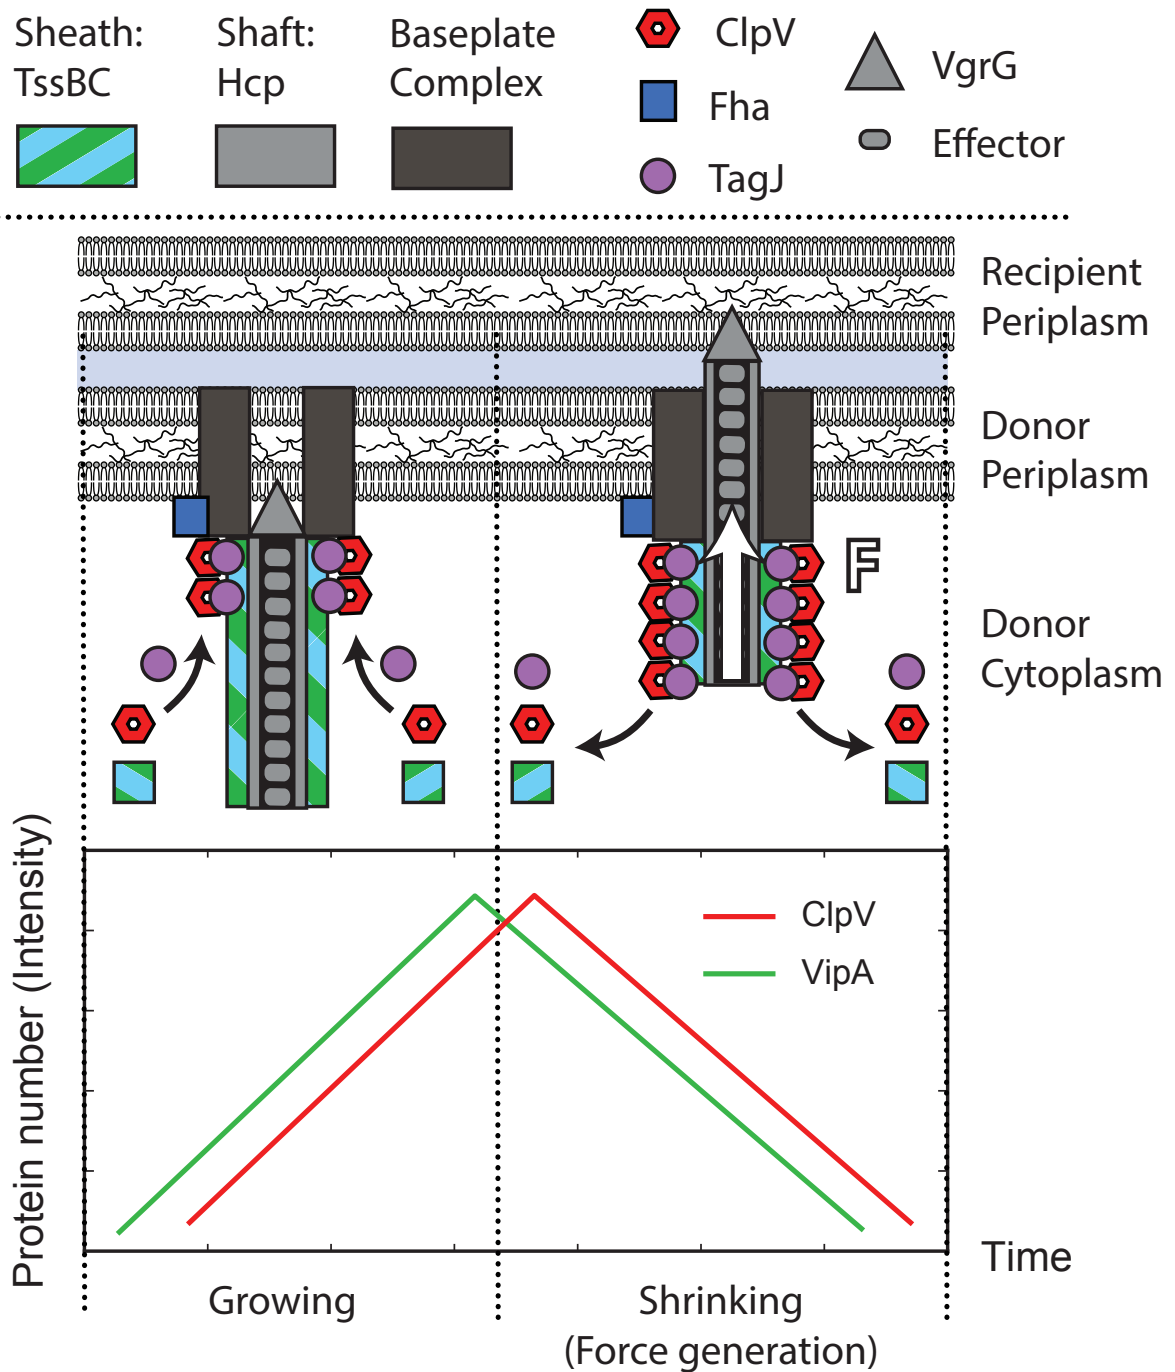 Sheath:
TssBC
Shaft:
Hcp
Baseplate
Complex
ClpV
Fha
TagJ
VgrG
Effector
Recipient
Periplasm
Donor
Periplasm
F
Donor
Cytoplasm
Protein number (Intensity)
ClpV
VipA
Time
Growing
Shrinking
(Force generation)